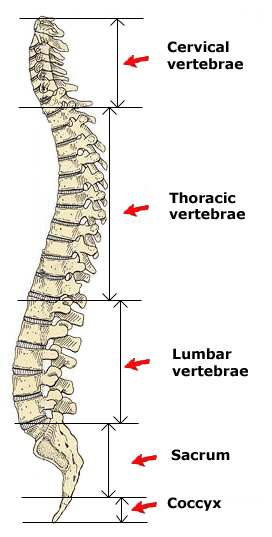 Cervical
vertebrae
Thoracic
vertebrae
Lumbar
vertebrae
Sacrum
Coccyx